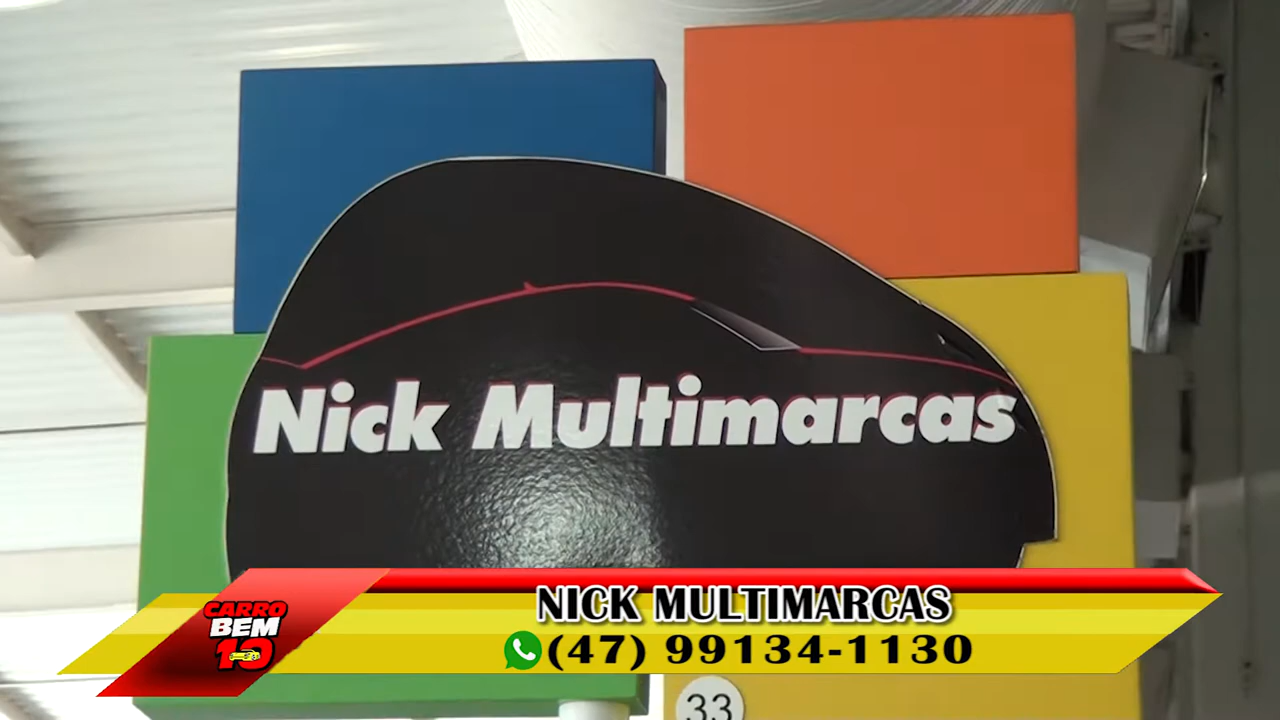 Nick Multimarcas
CARRO
BEM
10
NICK MULTIMARCAS
(47) 99134-1130
33